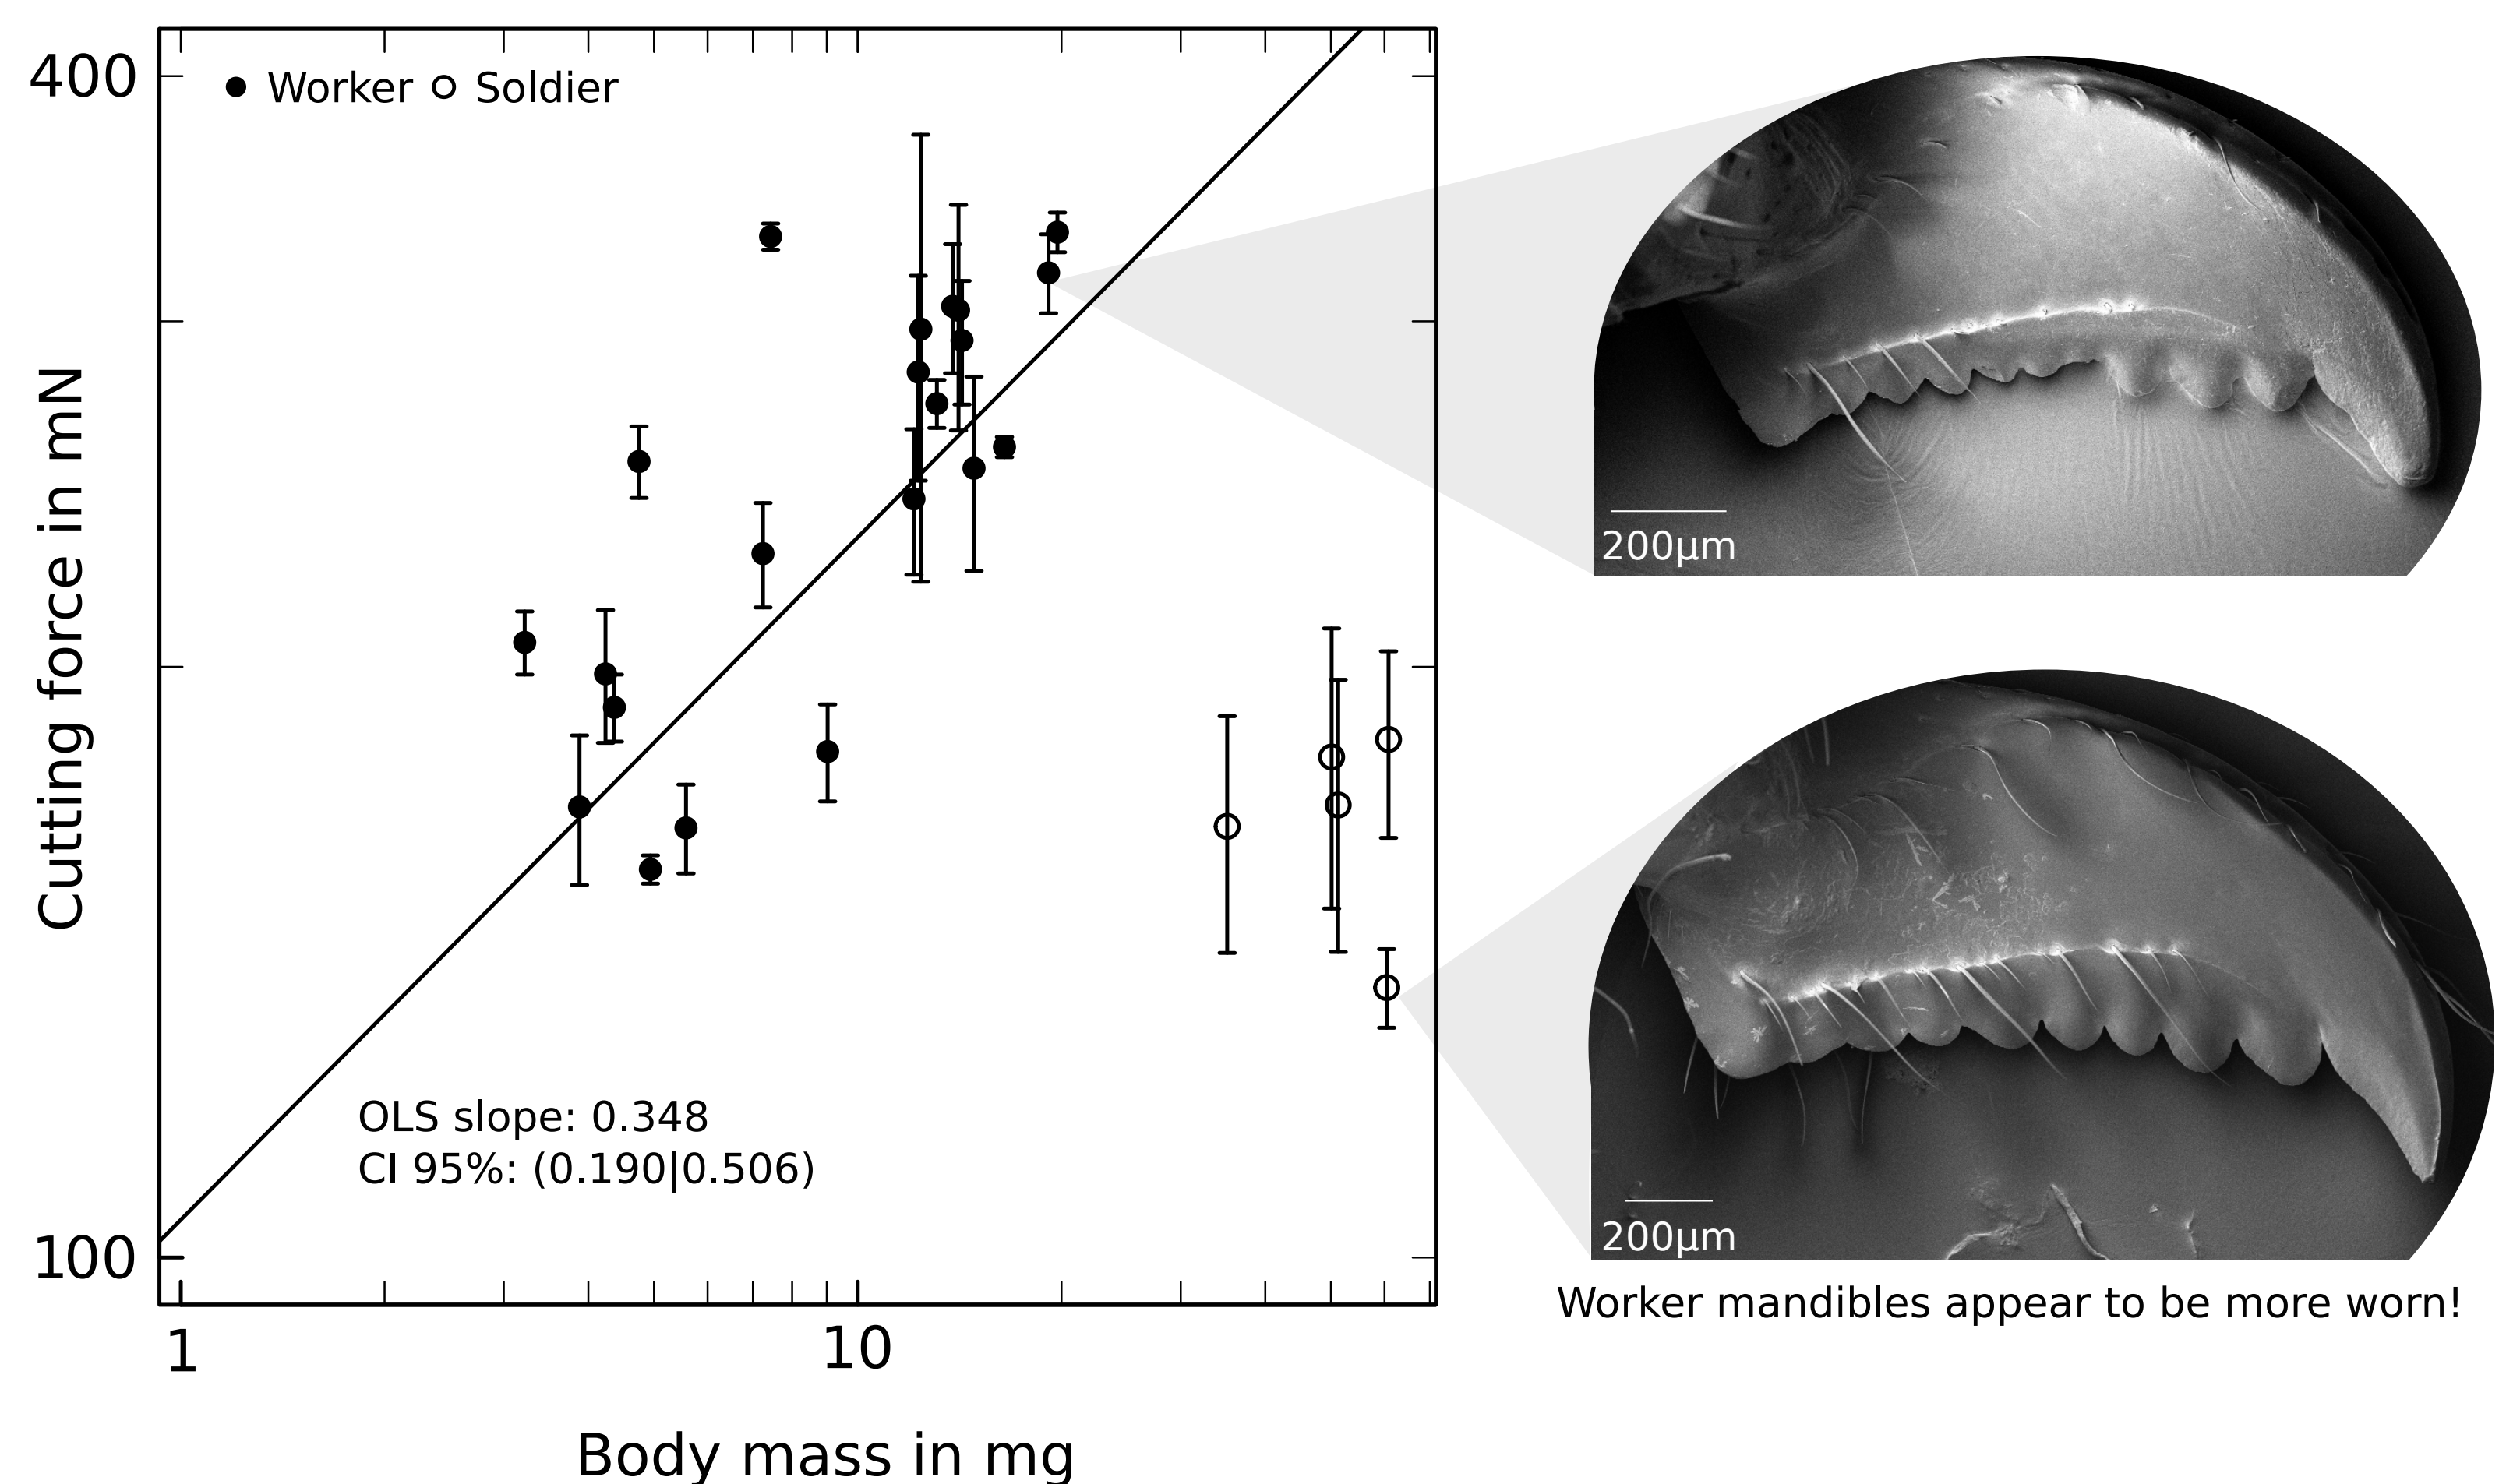 400
Worker Soldier
Cutting force in mN
OLS slope: 0.348
CI 95%: (0.190|0.506)
100
1
10
Body mass in mg
200µm
200µm
Worker mandibles appear to be more worn!